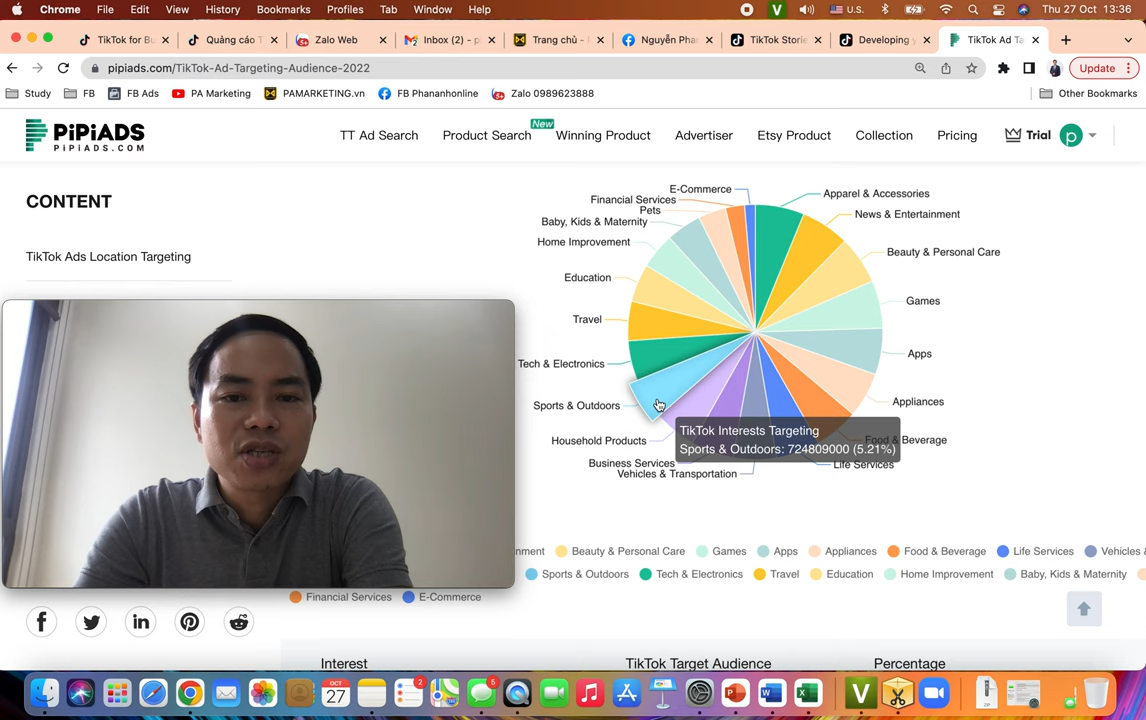 Chrome File Edit View History Bookmarks Profiles Tab Window Help V U.S. Thu 27 Oct 13:36
TikTok for Bu Quảng cáo T Zalo Web Inbox (2) - p Trang chủ - M Nguyễn Pha TikTok Storie Developing y TikTok Ad Ta
pipiads.com/TikTok-Ad-Targeting-Audience-2022 Update
Study FB FB Ads PA Marketing PAMARKETING.vn FB Phananhonline Zalo 0989623888 Other Bookmarks
PiPiADS
PiPiADS.COM
TT Ad Search Product Search New Winning Product Advertiser Etsy Product Collection Pricing Trial p
CONTENT
TikTok Ads Location Targeting
E-Commerce
Financial Services
Pets
Baby, Kids & Maternity
Home Improvement
Education
Travel
Tech & Electronics
Sports & Outdoors
Household Products
Business Services
Vehicles & Transportation
Apparel & Accessories
News & Entertainment
Beauty & Personal Care
Games
Apps
Appliances
Food & Beverage
Life Services
TikTok Interests Targeting
Sports & Outdoors: 724809000 (5.21%)
nment Beauty & Personal Care Games Apps Appliances Food & Beverage Life Services Vehicles &
Sports & Outdoors Tech & Electronics Travel Education Home Improvement Baby, Kids & Maternity
Financial Services E-Commerce
Interest TikTok Target Audience Percentage
OCT
27
2
6